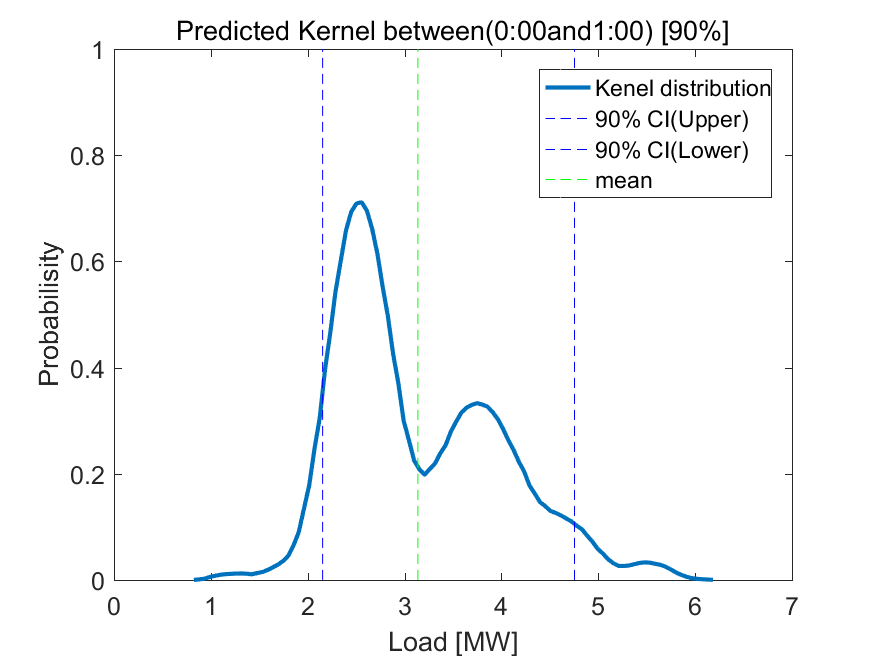 Predicted Kernel between(0:00and1:00) [90%]
Kenel distribution
90% CI(Upper)
90% CI(Lower)
mean
Probabilisity
1
0.8
0.6
0.4
0.2
0
0 1 2 3 4 5 6 7
Load [MW]